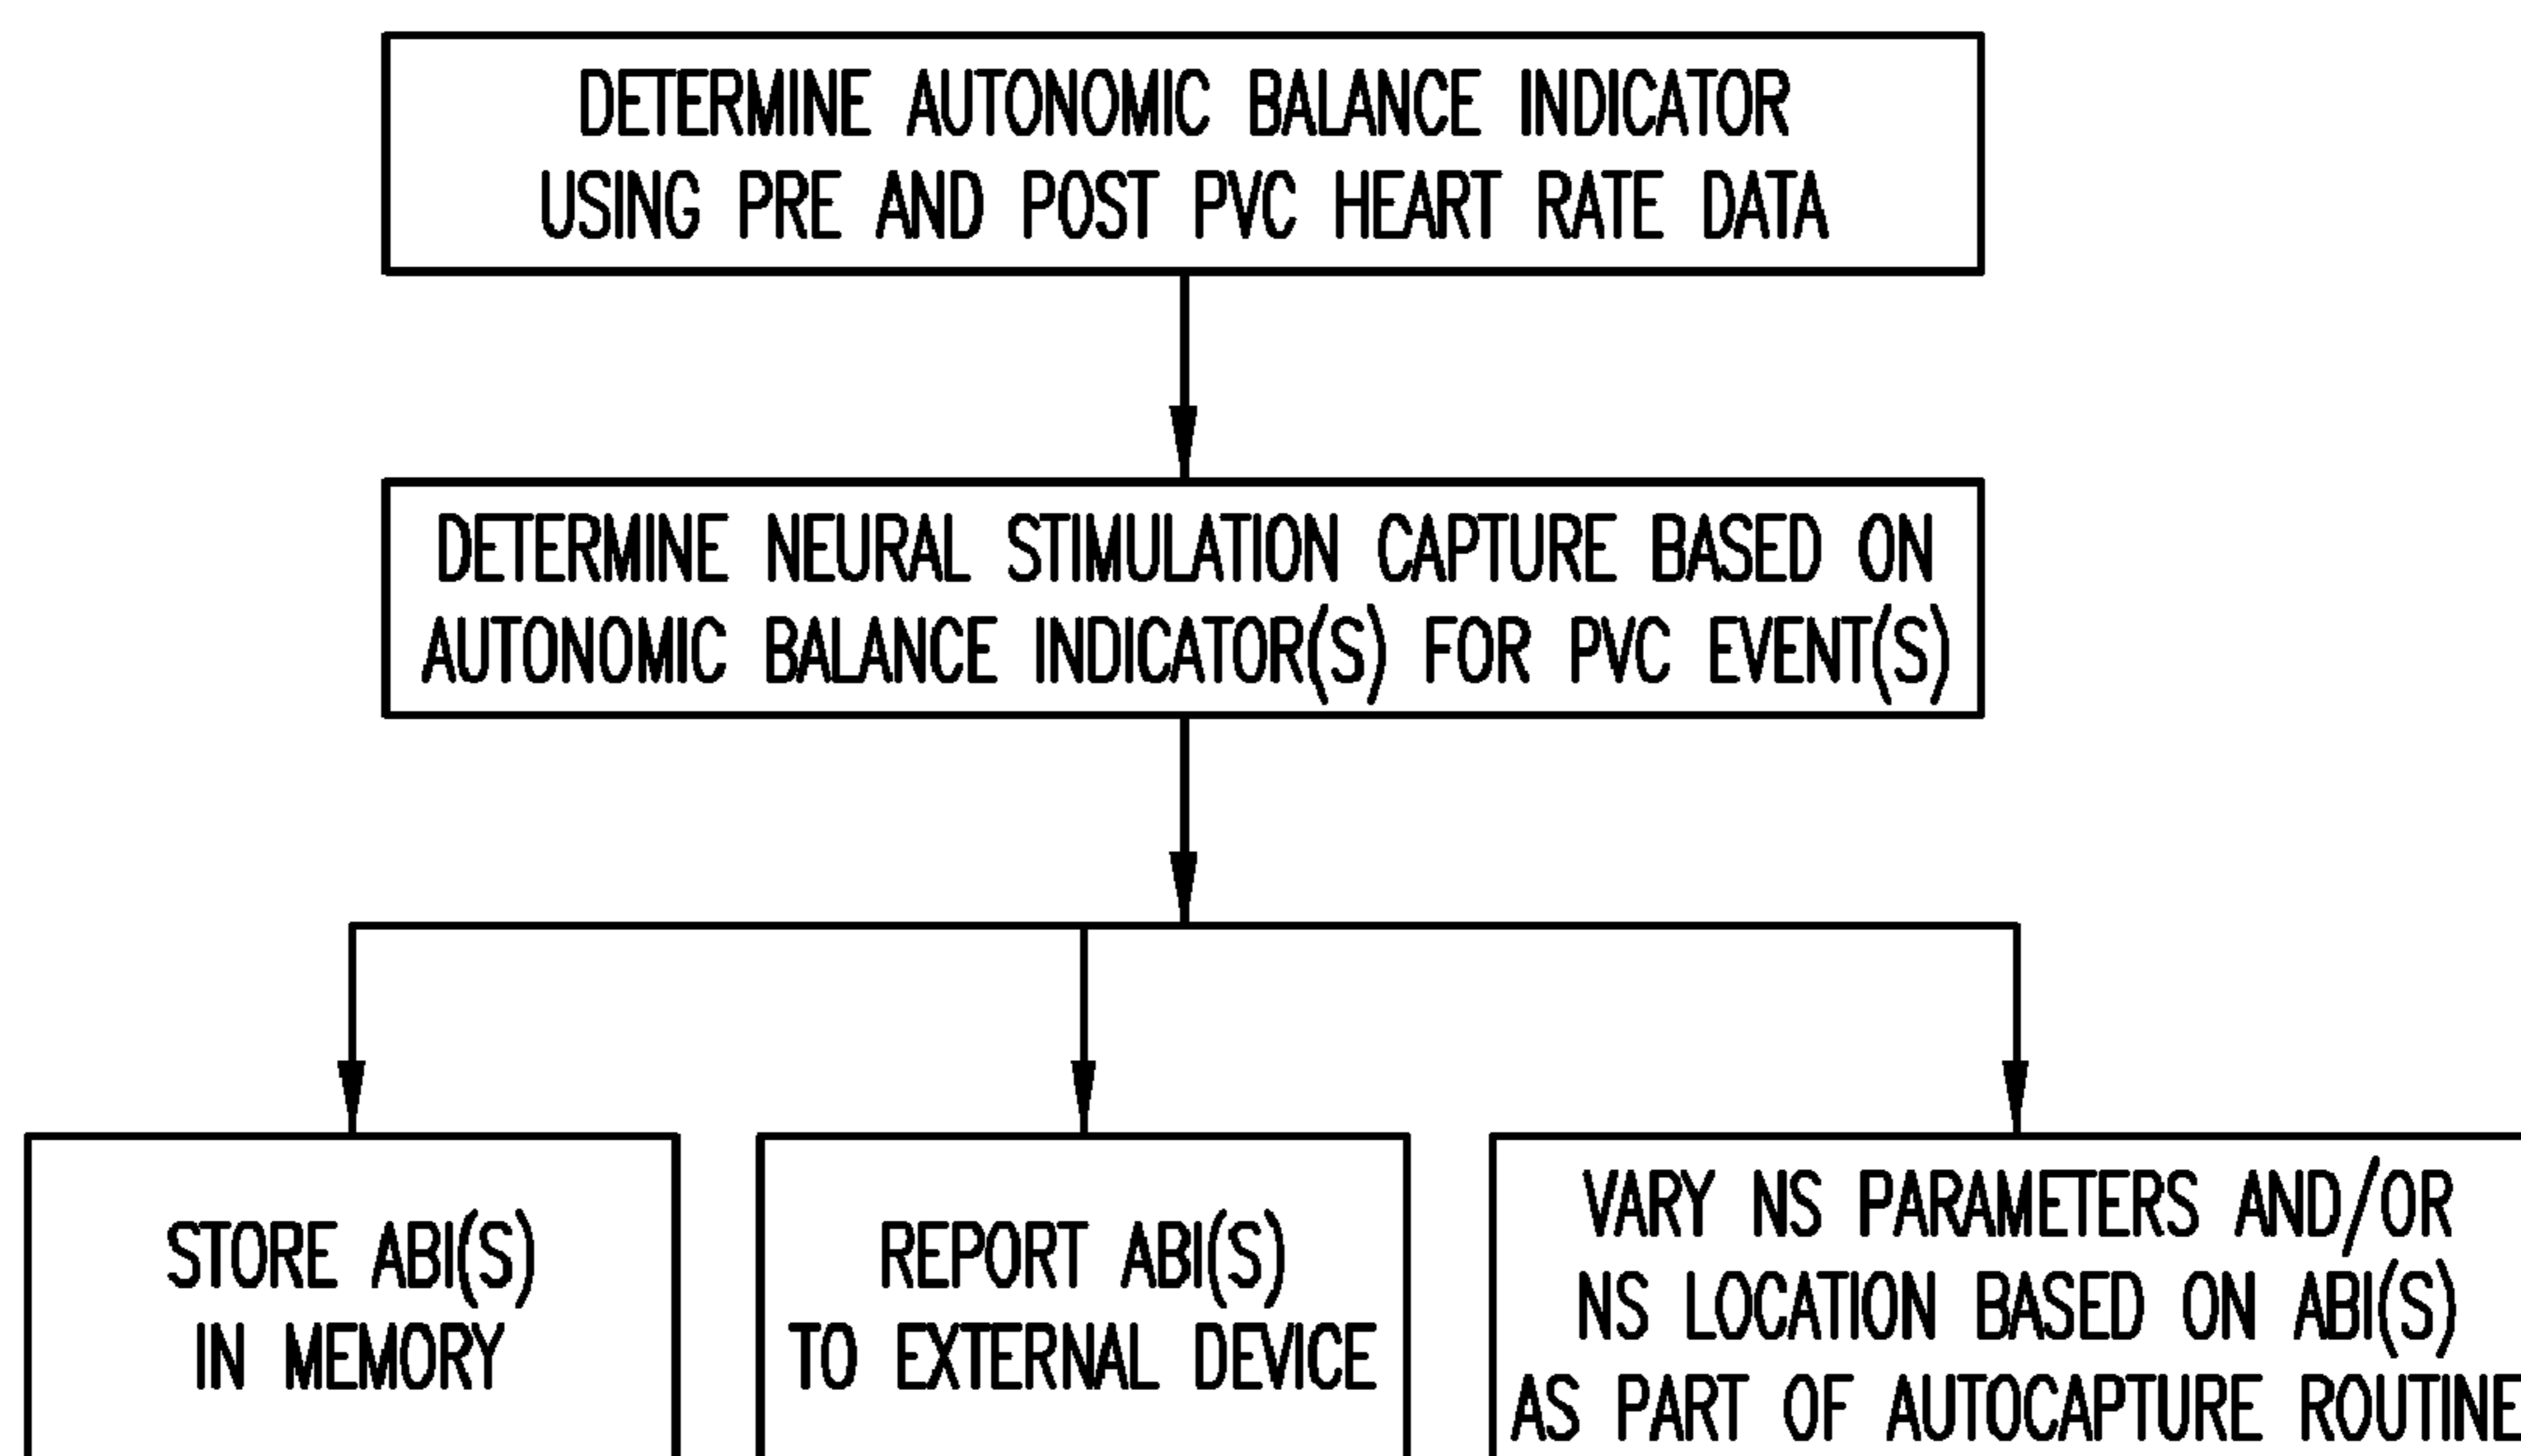 DETERMINE AUTONOMIC BALANCE INDICATOR
USING PRE AND POST PVC HEART RATE DATA
DETERMINE NEURAL STIMULATION CAPTURE BASED ON
AUTONOMIC BALANCE INDICATOR(S) FOR PVC EVENT(S)
STORE ABI(S)
IN MEMORY
REPORT ABI(S)
TO EXTERNAL DEVICE
VARY NS PARAMETERS AND/OR
NS LOCATION BASED ON ABI(S)
AS PART OF AUTOCAPTURE ROUTINE